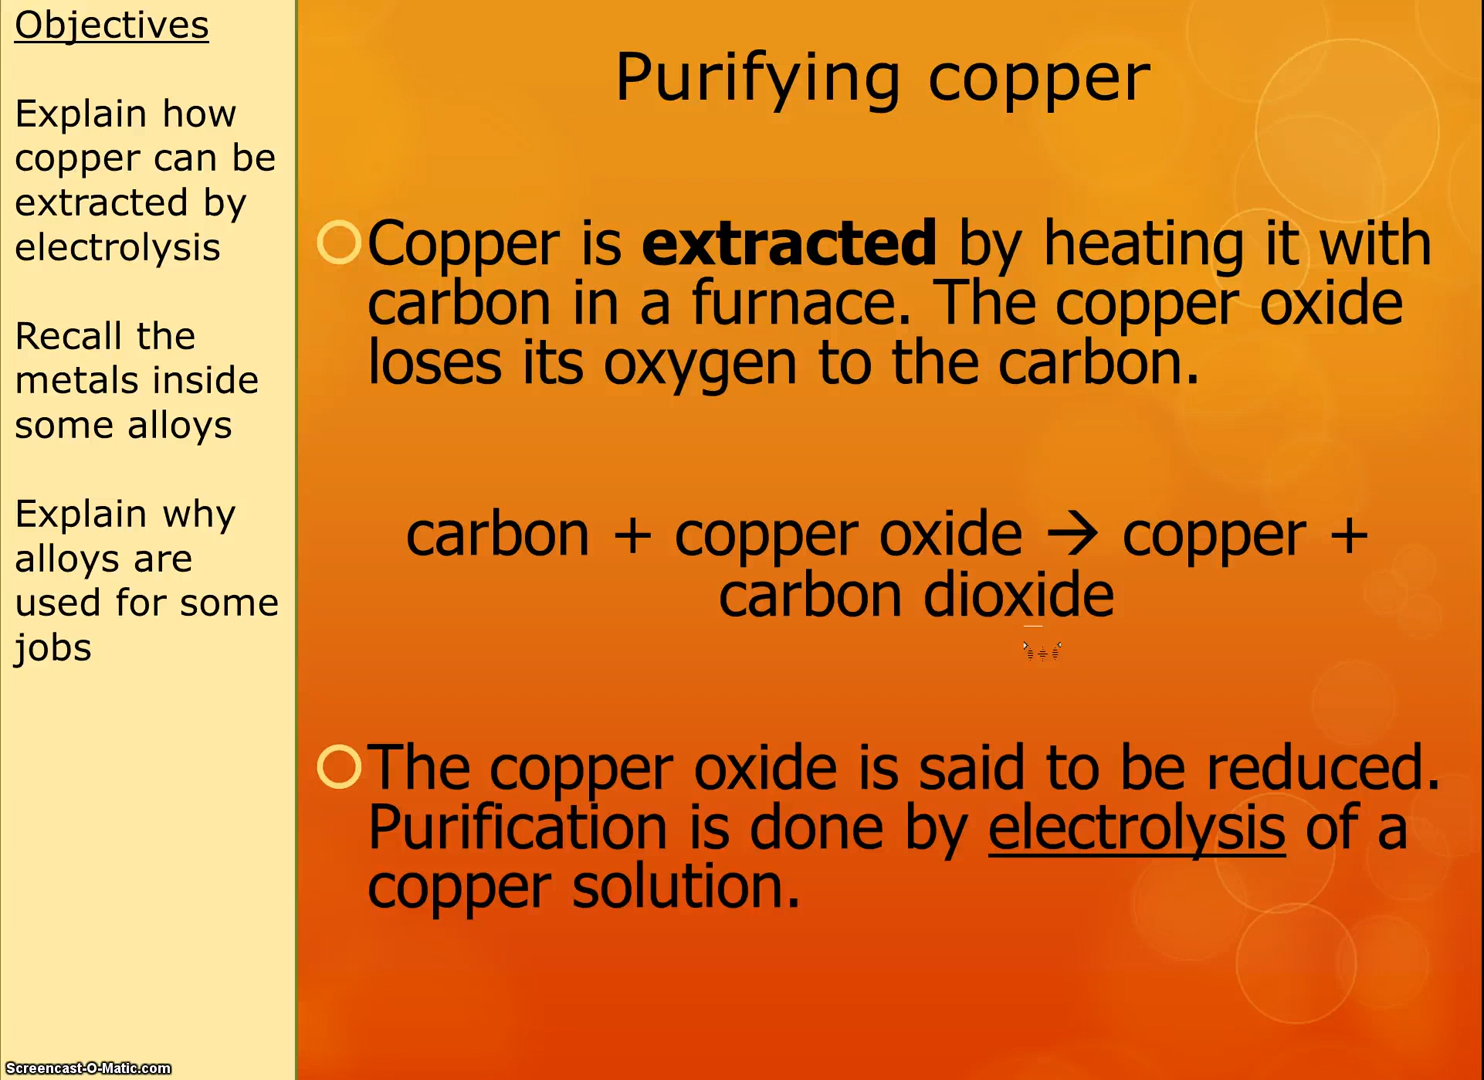 Objectives
Explain how
copper can be
extracted by
electrolysis
Recall the
metals inside
some alloys
Explain why
alloys are
used for some
jobs
Purifying copper
Copper is extracted by heating it with
carbon in a furnace. The copper oxide
loses its oxygen to the carbon.
carbon + copper oxide → copper +
carbon dioxide
The copper oxide is said to be reduced.
Purification is done by electrolysis of a
copper solution.
Screencast-O-Matic.com